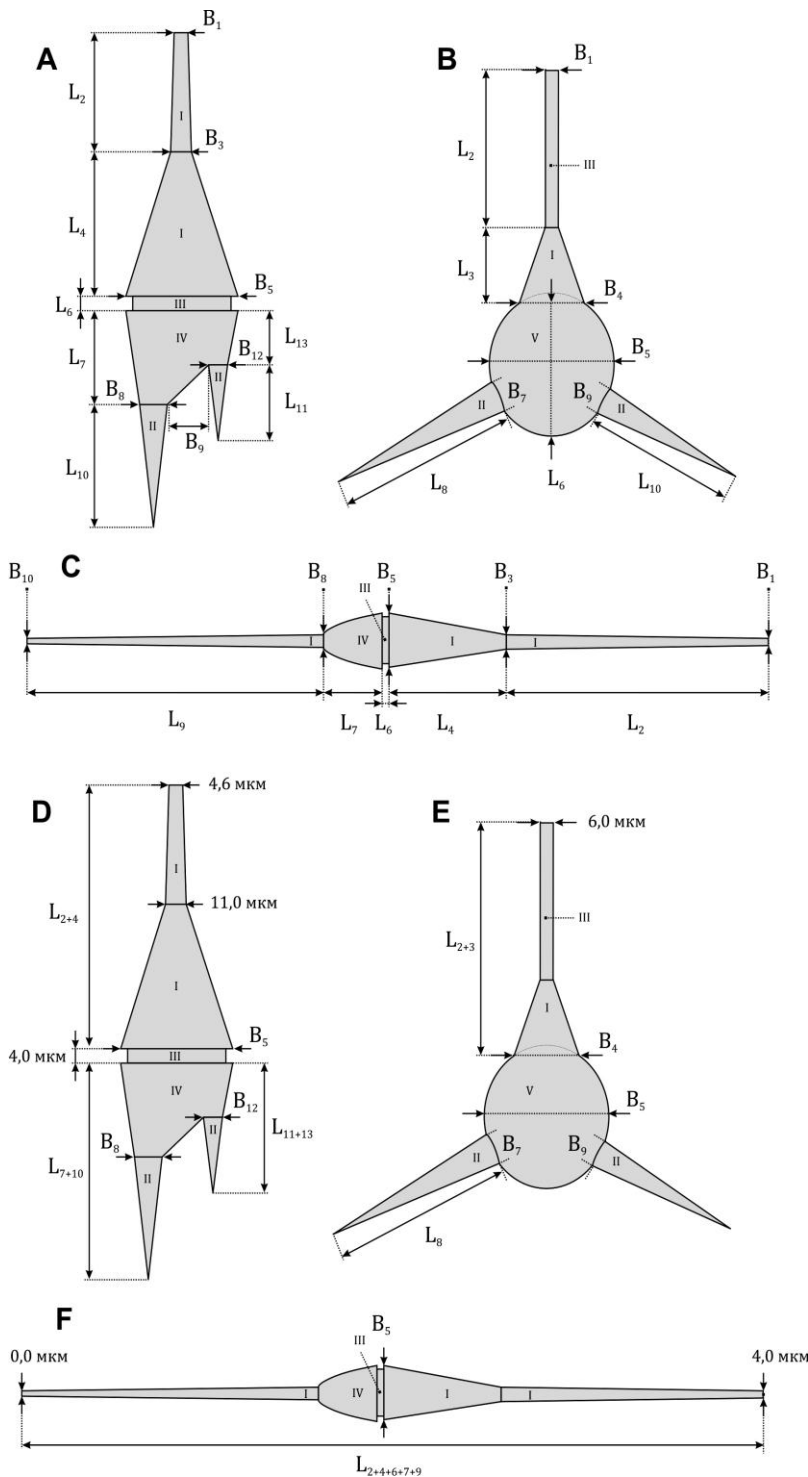 A
B₁
L₂
I
B₃
L₄
I
B₅
L₆
III
L₇
IV
L₁₃
B₁₂
B₈
II
II
L₁₁
B₉
L₁₀
B
B₁
L₂
III
L₃
I
B₄
V
B₅
B₇
B₉
II
II
L₈
L₆
L₁₀
C
B₁₀
B₈
III
B₅
B₃
B₁
I
IV
I
I
L₉
L₇
L₆
L₄
L₂
D
4,6 мкм
I
L₂₊₄
11,0 мкм
I
B₅
4,0 мкм
III
IV
B₁₂
L₁₁₊₁₃
B₈
II
L₇₊₁₀
II
E
6,0 мкм
III
L₂₊₃
I
B₄
V
B₅
B₇
B₉
II
II
L₈
F
B₅
III
0,0 мкм
4,0 мкм
I
IV
I
I
L₂₊₄₊₆₊₇₊₉